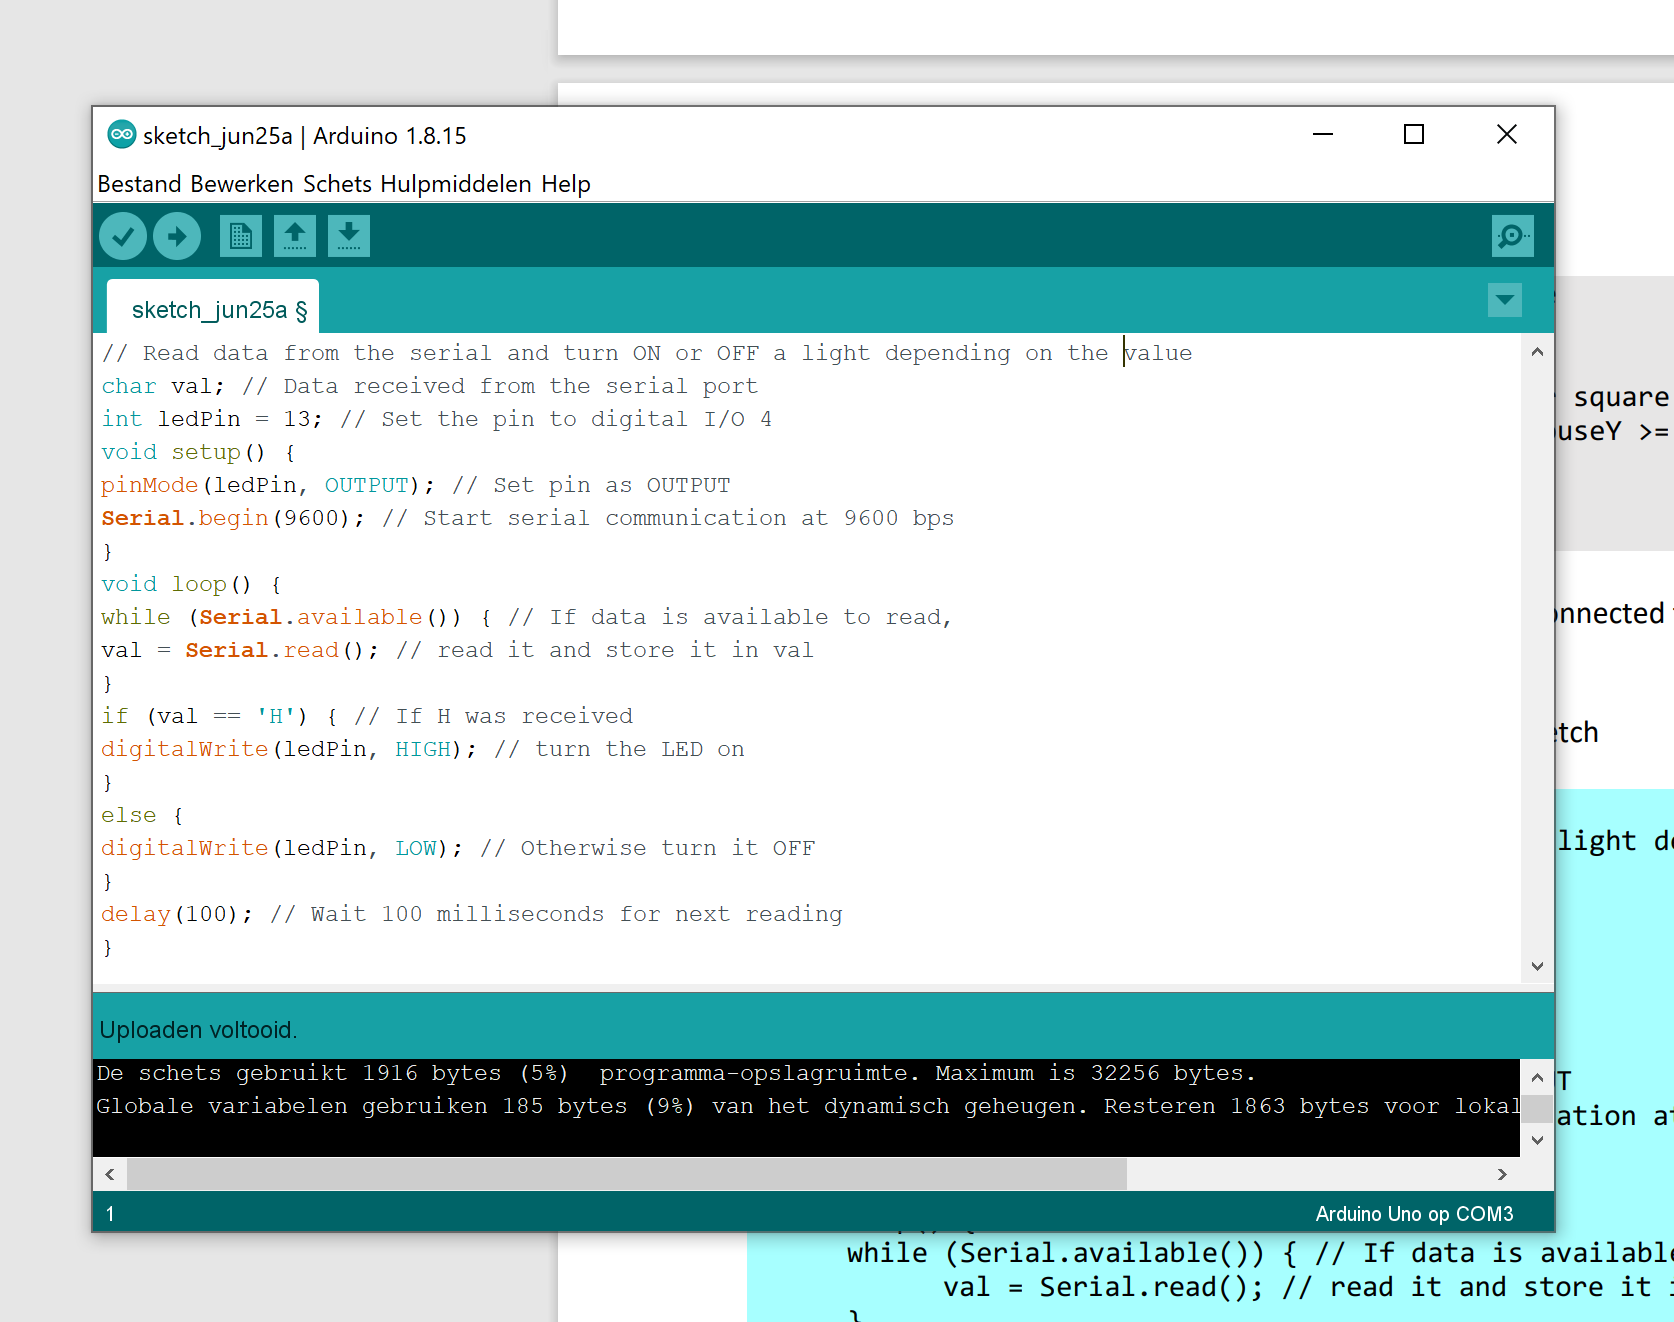 sketch_jun25a | Arduino 1.8.15
Bestand Bewerken Schets Hulpmiddelen Help
sketch_jun25a §
// Read data from the serial and turn ON or OFF a light depending on the value
char val; // Data received from the serial port
int ledPin = 13; // Set the pin to digital I/O 4
void setup() {
pinMode(ledPin, OUTPUT); // Set pin as OUTPUT
Serial.begin(9600); // Start serial communication at 9600 bps
}
void loop() {
while (Serial.available()) { // If data is available to read,
val = Serial.read(); // read it and store it in val
}
if (val == 'H') { // If H was received
digitalWrite(ledPin, HIGH); // turn the LED on
}
else {
digitalWrite(ledPin, LOW); // Otherwise turn it OFF
}
delay(100); // Wait 100 milliseconds for next reading
}
Uploaden voltooid.
De schets gebruikt 1916 bytes (5%)  programma-opslagruimte. Maximum is 32256 bytes.
Globale variabelen gebruiken 185 bytes (9%) van het dynamisch geheugen. Resteren 1863 bytes voor lokal
1
Arduino Uno op COM3
square
ouseY >=
onnected
etch
light de
T
ation at
while (Serial.available()) { // If data is available
val = Serial.read(); // read it and store it i
}